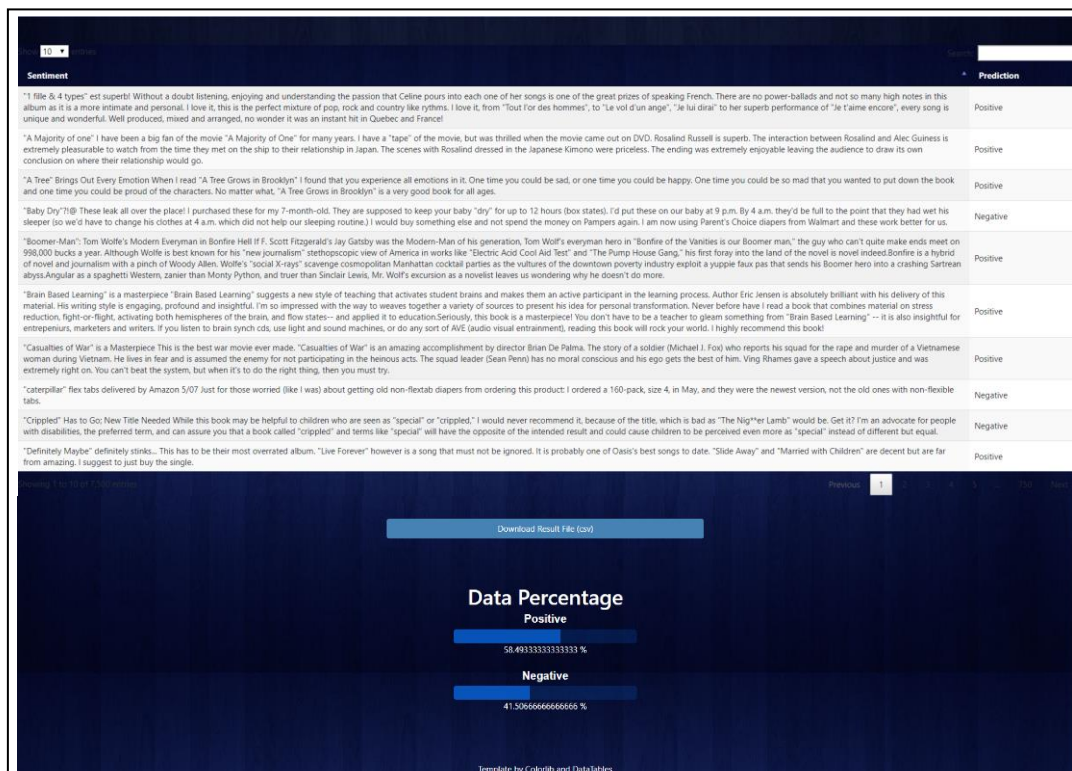 Show 10 entries
Search:
Sentiment Prediction
"1 fille & 4 types" est superb! Without a doubt listening, enjoying and understanding the passion that Celine pours into each one of her songs is one of the great prizes of speaking French. There are no power-ballads and not so many high notes in this
album as it is a more intimate and personal. I love it, this is the perfect mixture of pop, rock and country like rythms. I love it, from "Tout l'or des hommes", to "Le vol d'un ange", "Je lui dirai" to her superb performance of "Je t'aime encore", every song is
unique and wonderful. Well produced, mixed and arranged, no wonder it was an instant hit in Quebec and France!
Positive
"A Majority of one" I have been a big fan of the movie "A Majority of One" for many years. I have a "tape" of the movie, but was thrilled when the movie came out on DVD. Rosalind Russell is superb. The interaction between Rosalind and Alec Guiness is
extremely pleasurable to watch from the time they met on the ship to their relationship in Japan. The scenes with Rosalind dressed in the Japanese Kimono were priceless. The ending was extremely enjoyable leaving the audience to draw its own
conclusion on where their relationship would go.
Positive
"A Tree" Brings Out Every Emotion When I read "A Tree Grows in Brooklyn" I found that you experience all emotions in it. One time you could be sad, or one time you could be happy. One time you could be so mad that you wanted to put down the book
and one time you could be proud of the characters. No matter what, "A Tree Grows in Brooklyn" is a very good book for all ages.
Positive
"Baby Dry"?!@ These leak all over the place! I purchased these for my 7-month-old. They are supposed to keep your baby "dry" for up to 12 hours (box states). I'd put these on our baby at 9 p.m. By 4 a.m. they'd be full to the point that they had wet his
sleeper (so we'd have to change his clothes at 4 a.m. which did not help our sleeping routine.) I would buy something else and not spend the money on Pampers again. I am now using Parent's Choice diapers from Walmart and these work better for us.
Negative
"Boomer-Man": Tom Wolfe's Modern Everyman in Bonfire Hell If F. Scott Fitzgerald's Jay Gatsby was the Modern-Man of his generation, Tom Wolf's everyman hero in "Bonfire of the Vanities is our Boomer man," the guy who can't quite make ends meet on
998,000 bucks a year. Although Wolfe is best known for his "new journalism" stethopscopic view of America in works like "Electric Acid Cool Aid Test" and "The Pump House Gang," his first foray into the land of the novel is novel indeed.Bonfire is a hybrid
of novel and journalism with a pinch of Woody Allen. Wolfe's "social X-rays" scavenge cosmopolitan Manhattan cocktail parties as the vultures of the downtown poverty industry exploit a yuppie faux pas that sends his Boomer hero into a crashing Sartrean
abyss.Angular as a spaghetti Western, zanier than Monty Python, and truer than Sinclair Lewis, Mr. Wolf's excursion as a novelist leaves us wondering why he doesn't do more.
Positive
"Brain Based Learning" is a masterpiece "Brain Based Learning" suggests a new style of teaching that activates student brains and makes them an active participant in the learning process. Author Eric Jensen is absolutely brilliant with his delivery of this
material. His writing style is engaging, profound and insightful. I'm so impressed with the way to weaves together a variety of sources to present his idea for personal transformation. Never before have I read a book that combines material on stress
reduction, fight-or-flight, activating both hemispheres of the brain, and flow states-- and applied it to education.Seriously, this book is a masterpiece! You don't have to be a teacher to gleam something from "Brain Based Learning" -- it is also insightful for
entrepeniurs, marketers and writers. If you listen to brain synch cds, use light and sound machines, or do any sort of AVE (audio visual entrainment), reading this book will rock your world. I highly recommend this book!
Positive
"Casualties of War" is a Masterpiece This is the best war movie ever made. "Casualties of War" is an amazing accomplishment by director Brian De Palma. The story of a soldier (Michael J. Fox) who reports his squad for the rape and murder of a Vietnamese
woman during Vietnam. He lives in fear and is assumed the enemy for not participating in the heinous acts. The squad leader (Sean Penn) has no moral conscious and his ego gets the best of him. Ving Rhames gave a speech about justice and was
extremely right on. You can't beat the system, but when it's to do the right thing, then you must try.
Positive
"caterpillar" flex tabs delivered by Amazon 5/07 Just for those worried (like I was) about getting old non-flextab diapers from ordering this product: I ordered a 160-pack, size 4, in May, and they were the newest version, not the old ones with non-flexible
tabs.
Negative
"Crippled" Has to Go; New Title Needed While this book may be helpful to children who are seen as "special" or "crippled," I would never recommend it, because of the title, which is bad as "The Nig**er Lamb" would be. Get it? I'm an advocate for people
with disabilities, the preferred term, and can assure you that a book called "crippled" and terms like "special" will have the opposite of the intended result and could cause children to be perceived even more as "special" instead of different but equal.
Negative
"Definitely Maybe" definitely stinks... This has to be their most overrated album. "Live Forever" however is a song that must not be ignored. It is probably one of Oasis's best songs to date. "Slide Away" and "Married with Children" are decent but are far
from amazing. I suggest to just buy the single.
Positive
Showing 1 to 10 of 7,500 entries
Previous 1 2 3 4 5 ... 750 Next
Download Result File (csv)
Data Percentage
Positive
58.49333333333333 %
Negative
41.50666666666666 %
Template by Colorlib and DataTables